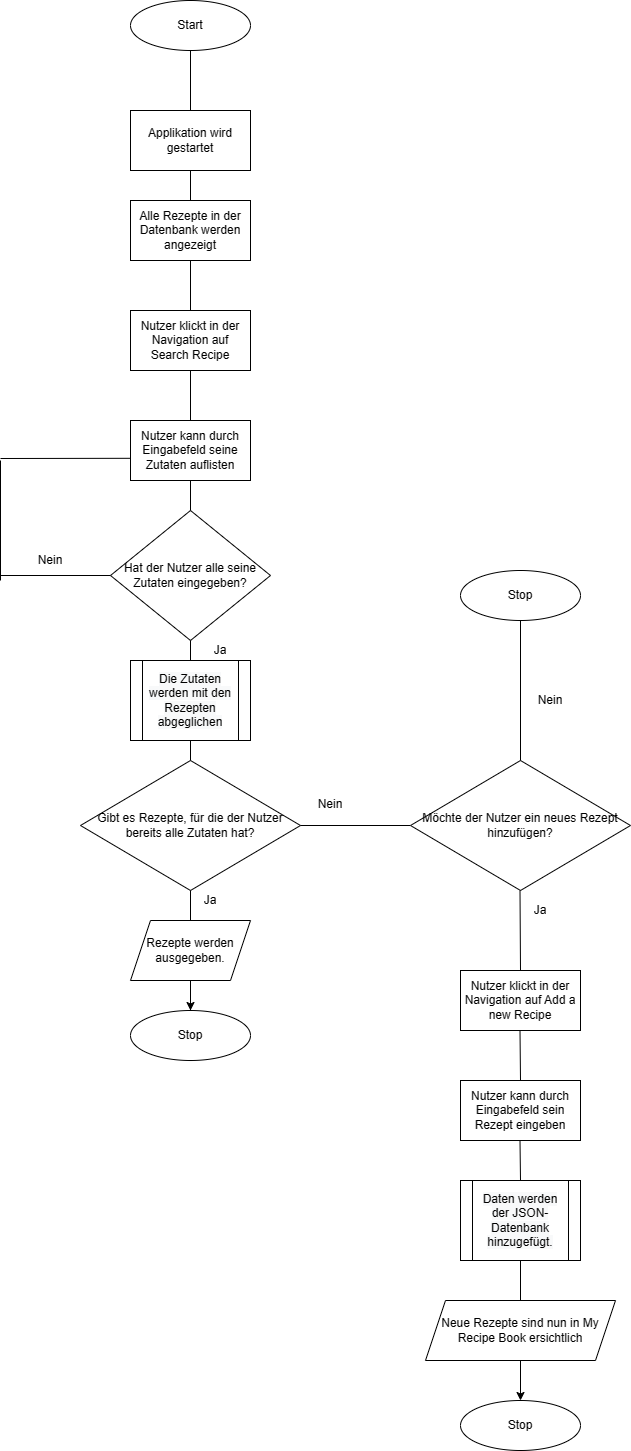 Start
Applikation wird
gestartet
Alle Rezepte in der
Datenbank werden
angezeigt
Nutzer klickt in der
Navigation auf
Search Recipe
Nutzer kann durch
Eingabefeld seine
Zutaten auflisten
Nein
Hat der Nutzer alle seine
Zutaten eingegeben?
Ja
Die Zutaten
werden mit den
Rezepten
abgeglichen
Gibt es Rezepte, für die der Nutzer
bereits alle Zutaten hat?
Ja
Rezepte werden
ausgegeben.
Stop
Nein
Möchte der Nutzer ein neues Rezept
hinzufügen?
Nein
Stop
Ja
Nutzer klickt in der
Navigation auf Add a
new Recipe
Nutzer kann durch
Eingabefeld sein
Rezept eingeben
Daten werden
der JSON-
Datenbank
hinzugefügt.
Neue Rezepte sind nun in My
Recipe Book ersichtlich
Stop